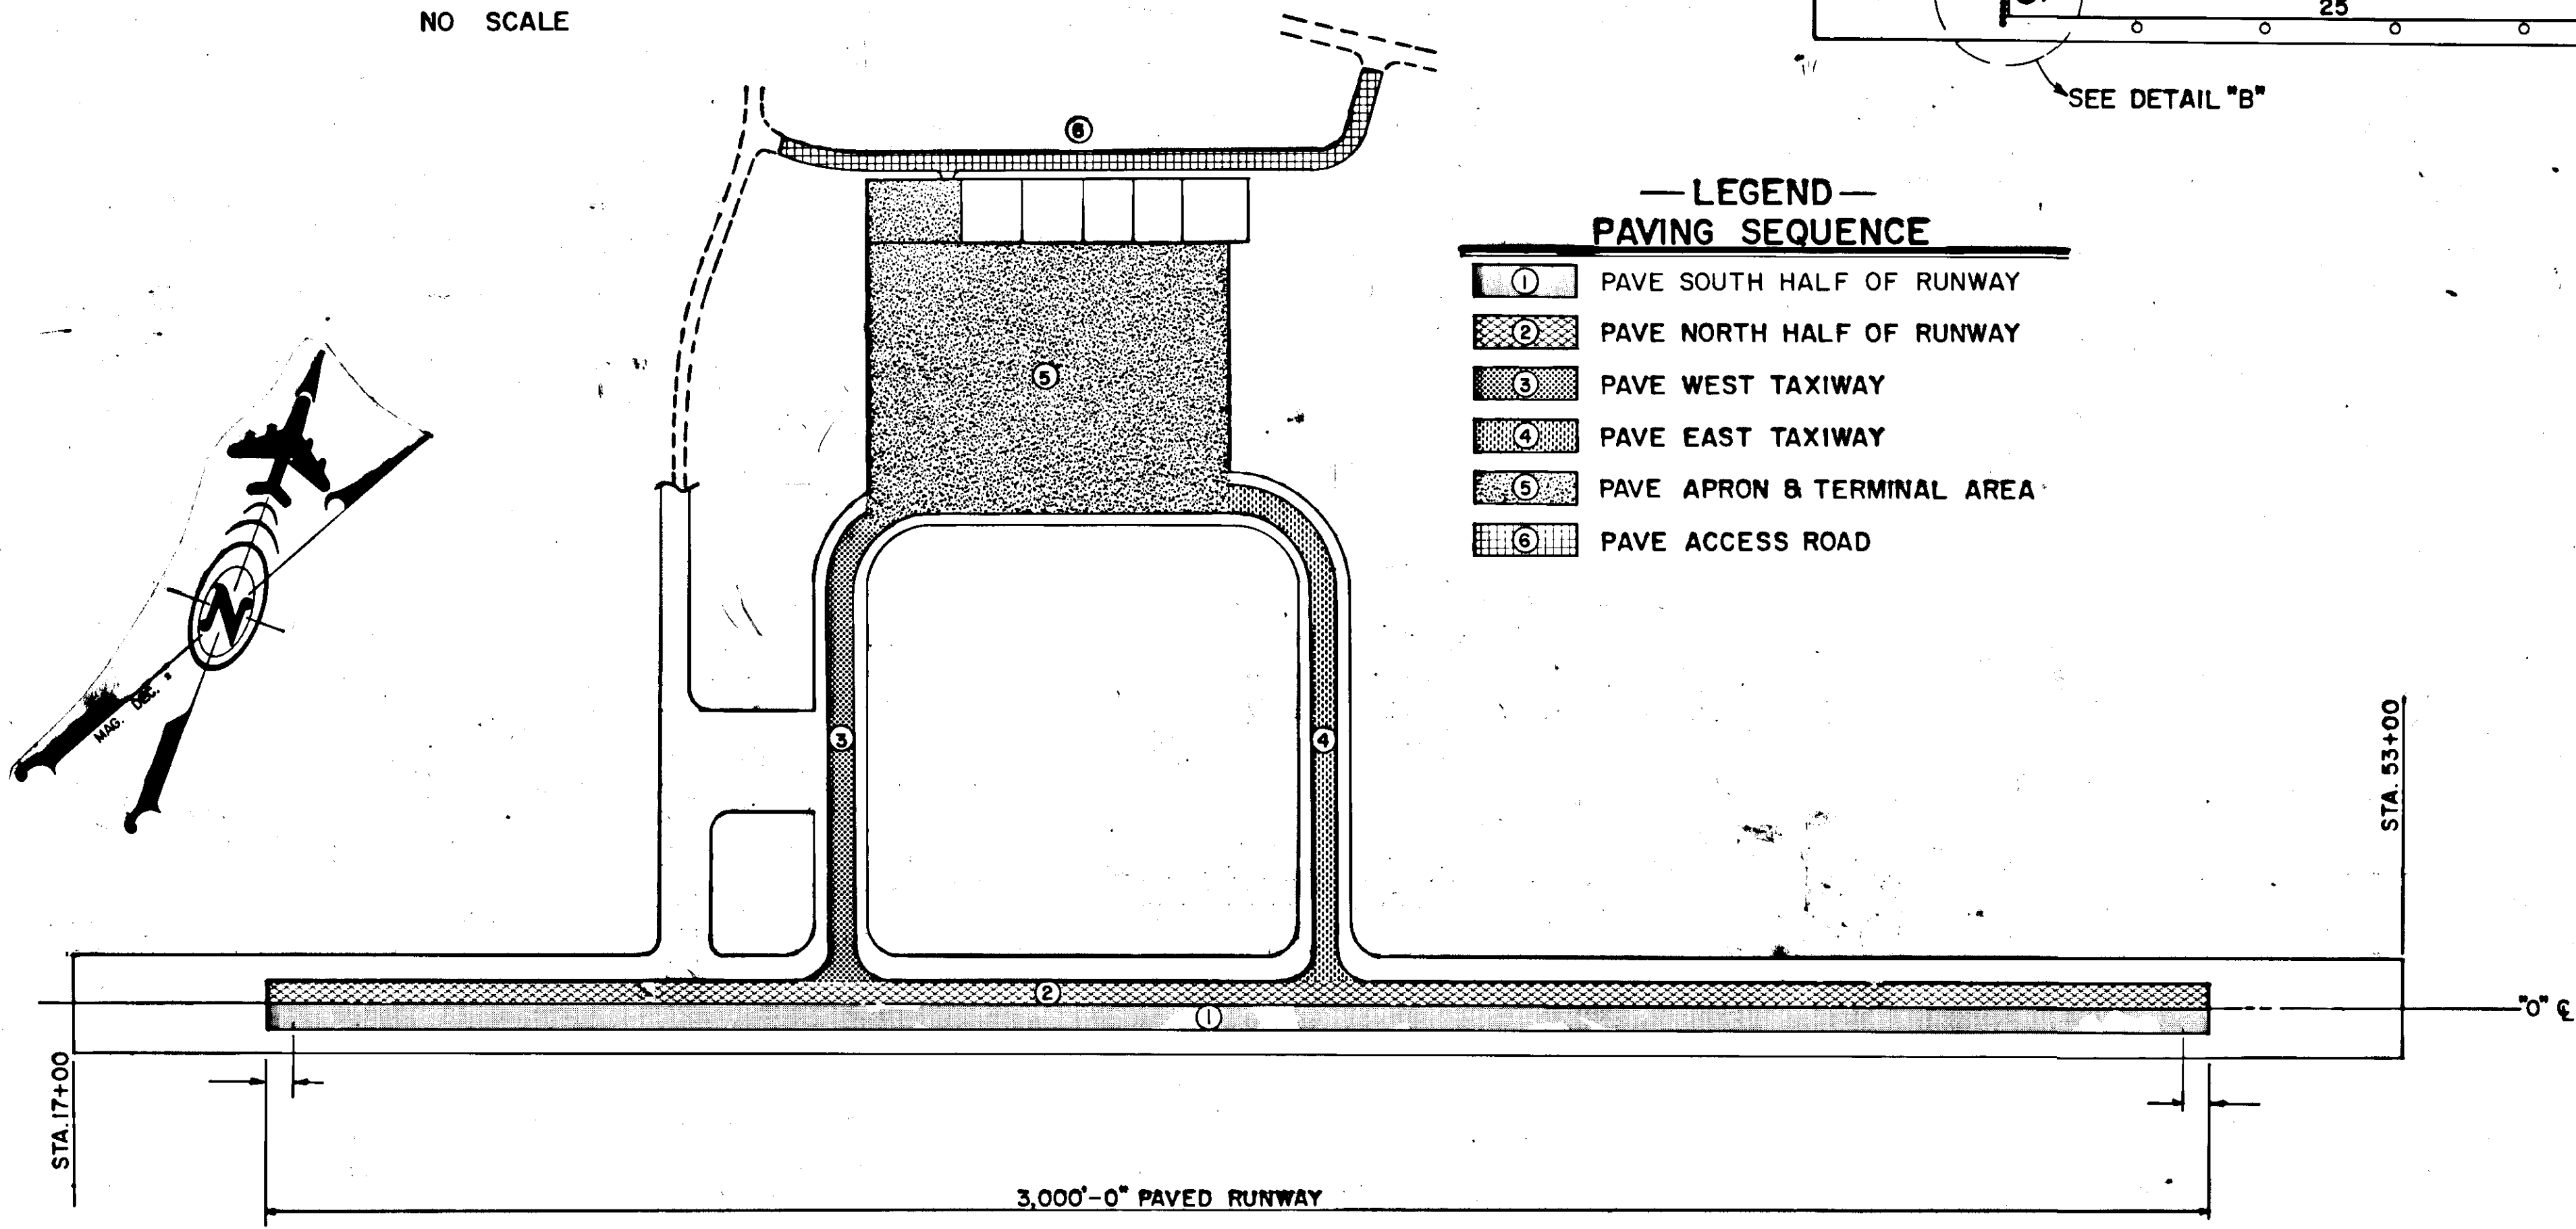 NO SCALE
25
SEE DETAIL "B"
— LEGEND —
PAVING SEQUENCE
1 PAVE SOUTH HALF OF RUNWAY
2 PAVE NORTH HALF OF RUNWAY
3 PAVE WEST TAXIWAY
4 PAVE EAST TAXIWAY
5 PAVE APRON & TERMINAL AREA
6 PAVE ACCESS ROAD
6
5
N
MAG. DEC. °
3
4
STA. 53+00
2
1
"O" ℄
STA. 17+00
3,000'-0" PAVED RUNWAY